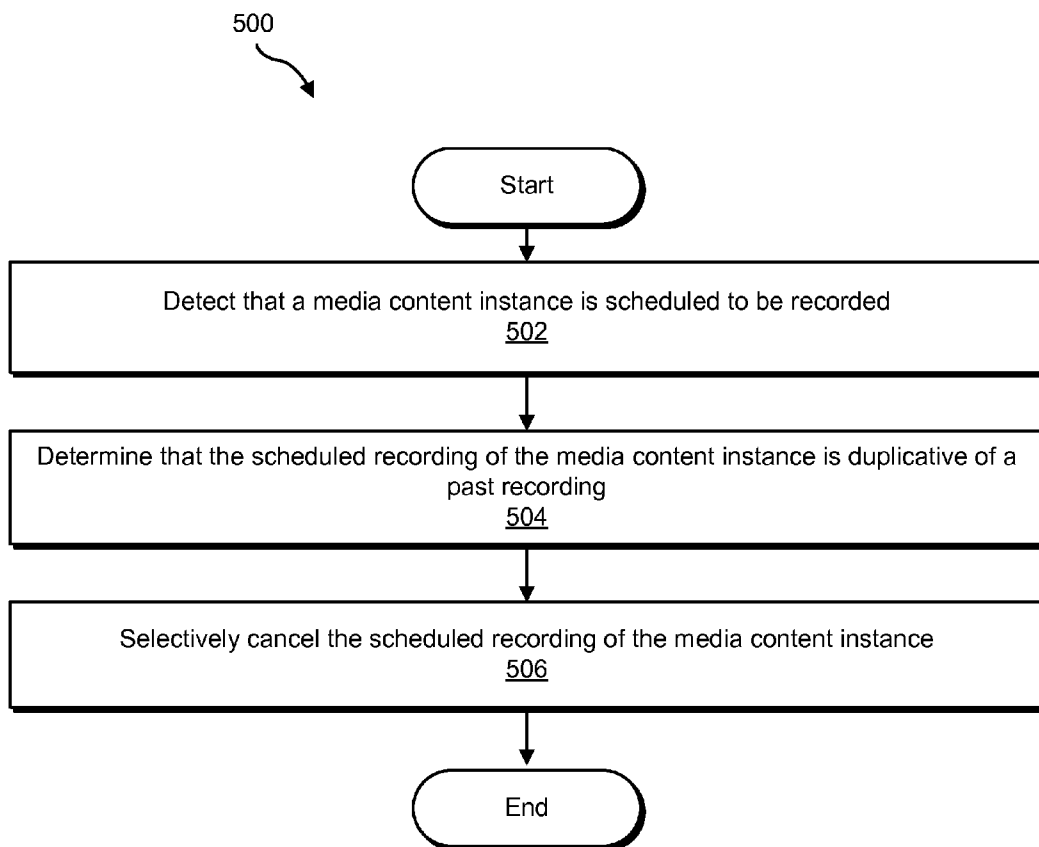 500
Start
Detect that a media content instance is scheduled to be recorded
502
Determine that the scheduled recording of the media content instance is duplicative of a
past recording
504
Selectively cancel the scheduled recording of the media content instance
506
End